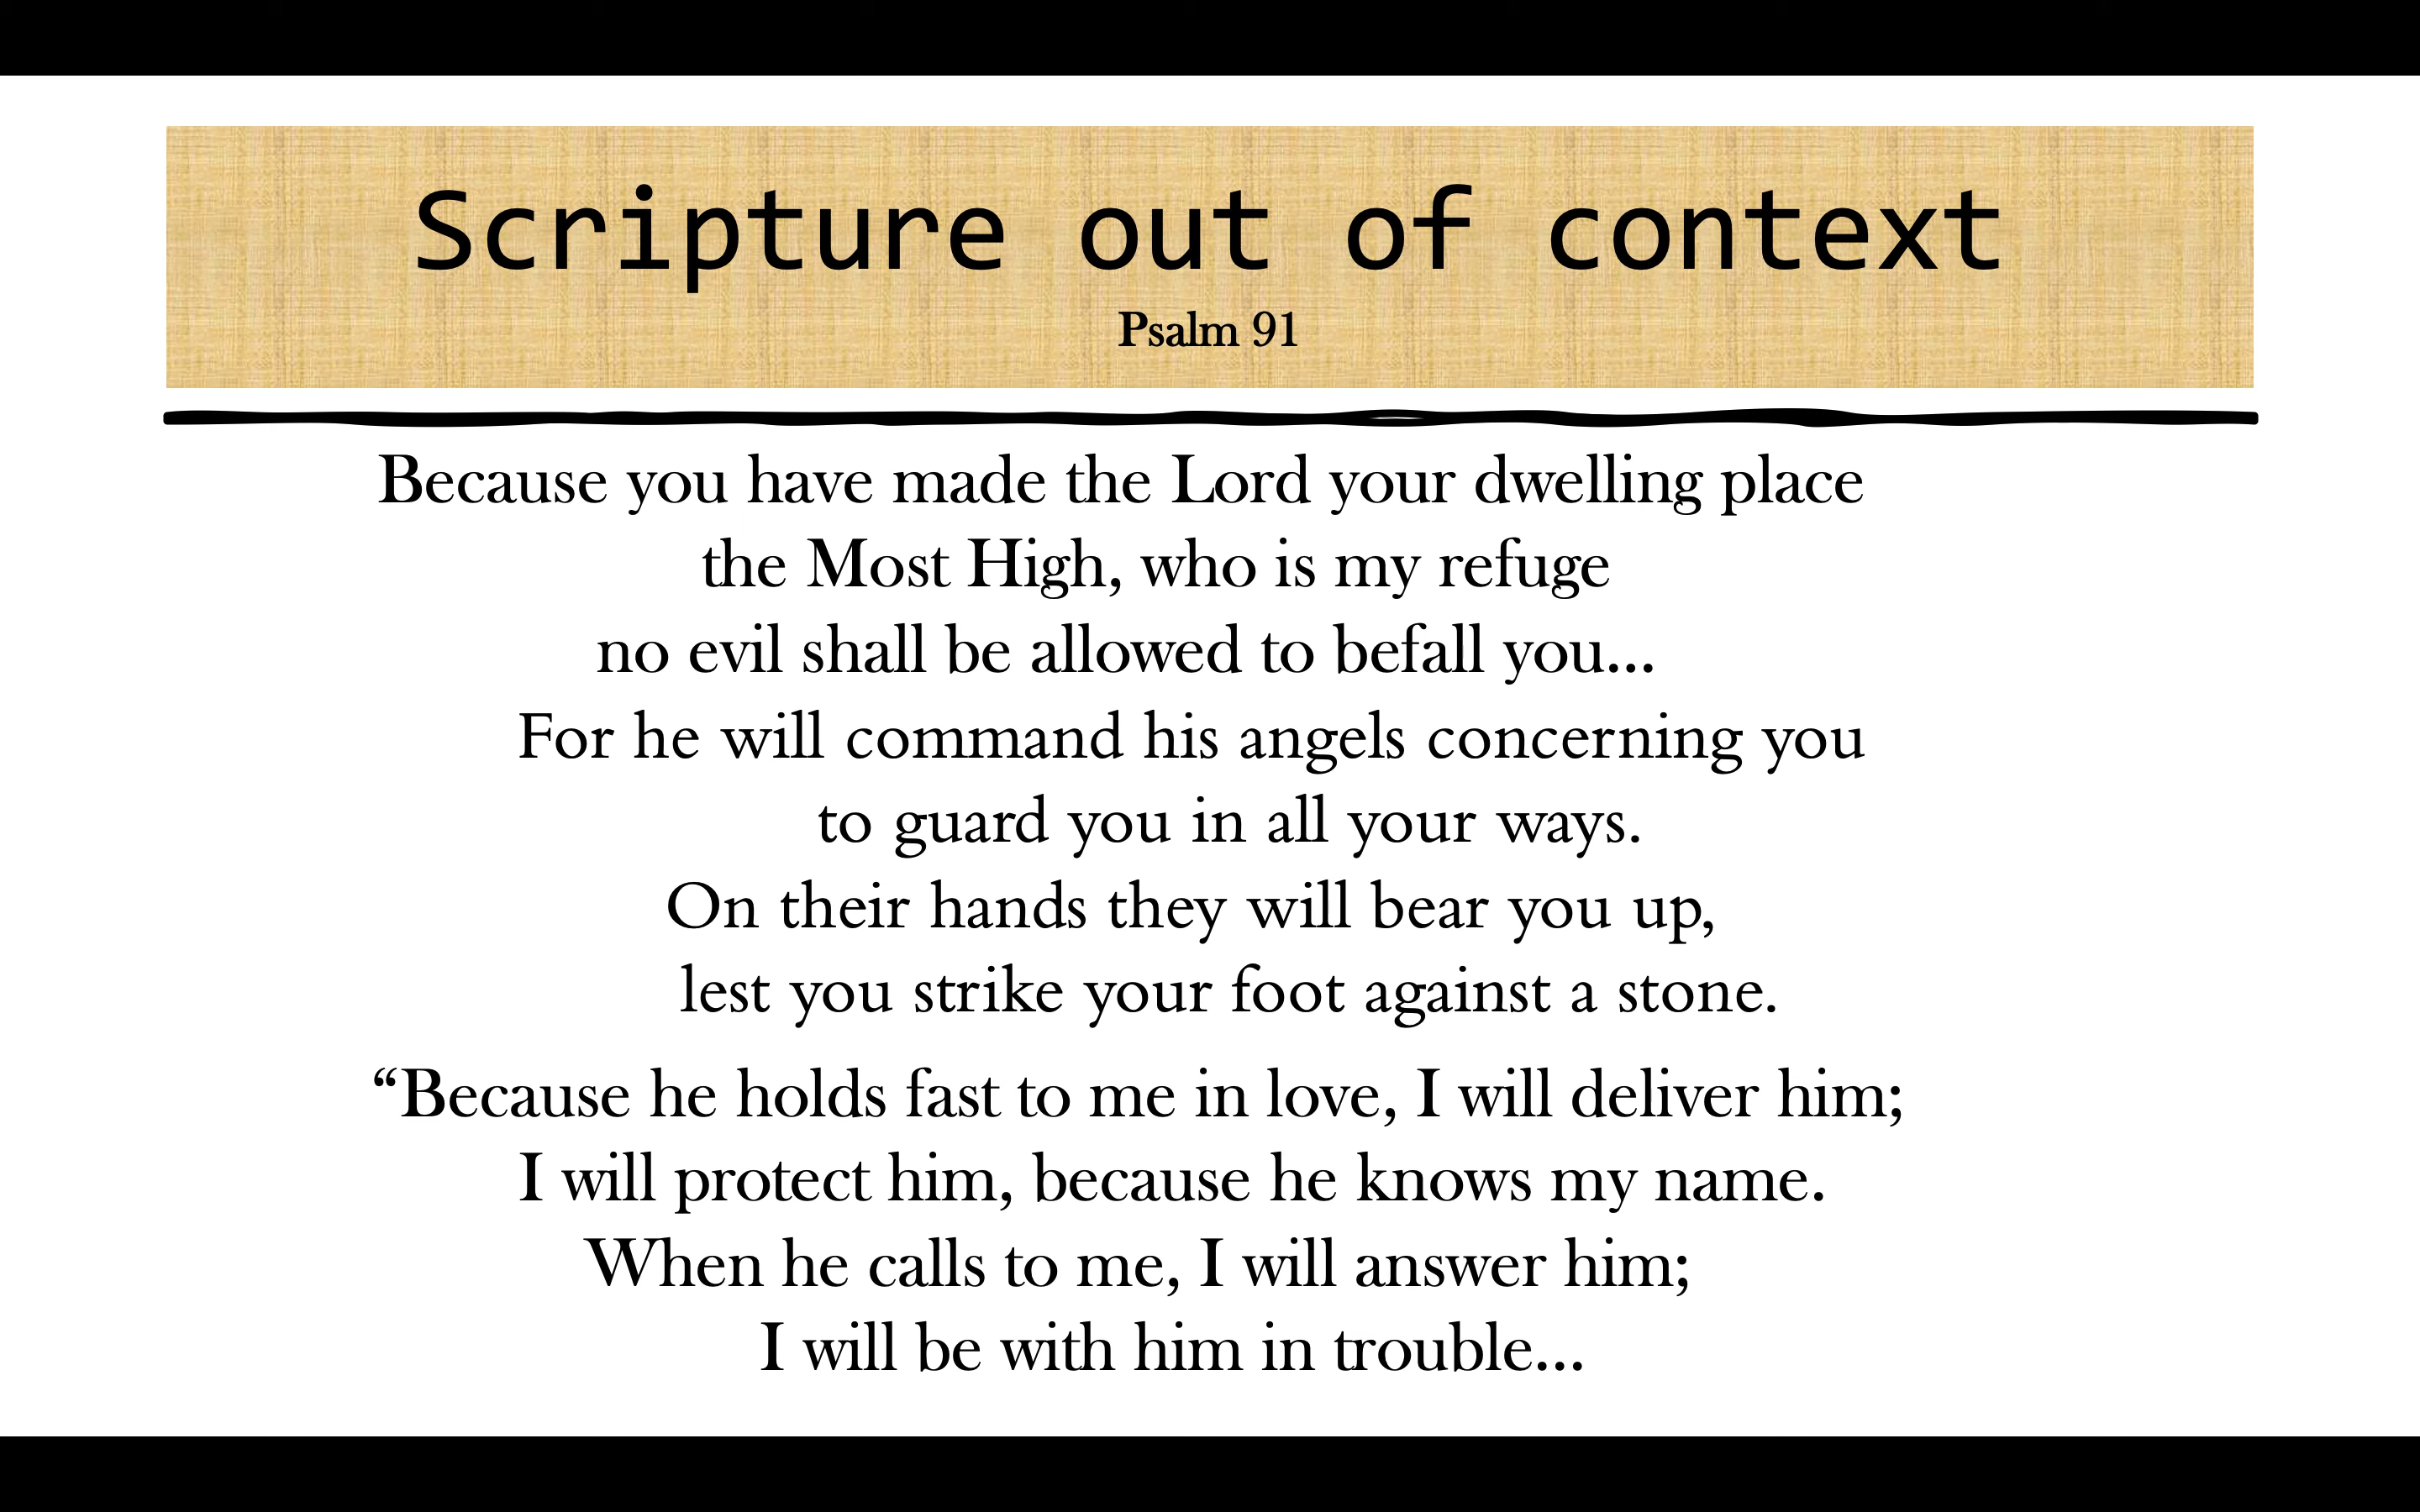 Scripture out of context
Psalm 91
Because you have made the Lord your dwelling place
the Most High, who is my refuge
no evil shall be allowed to befall you...
For he will command his angels concerning you
to guard you in all your ways.
On their hands they will bear you up,
lest you strike your foot against a stone.
“Because he holds fast to me in love, I will deliver him;
I will protect him, because he knows my name.
When he calls to me, I will answer him;
I will be with him in trouble...